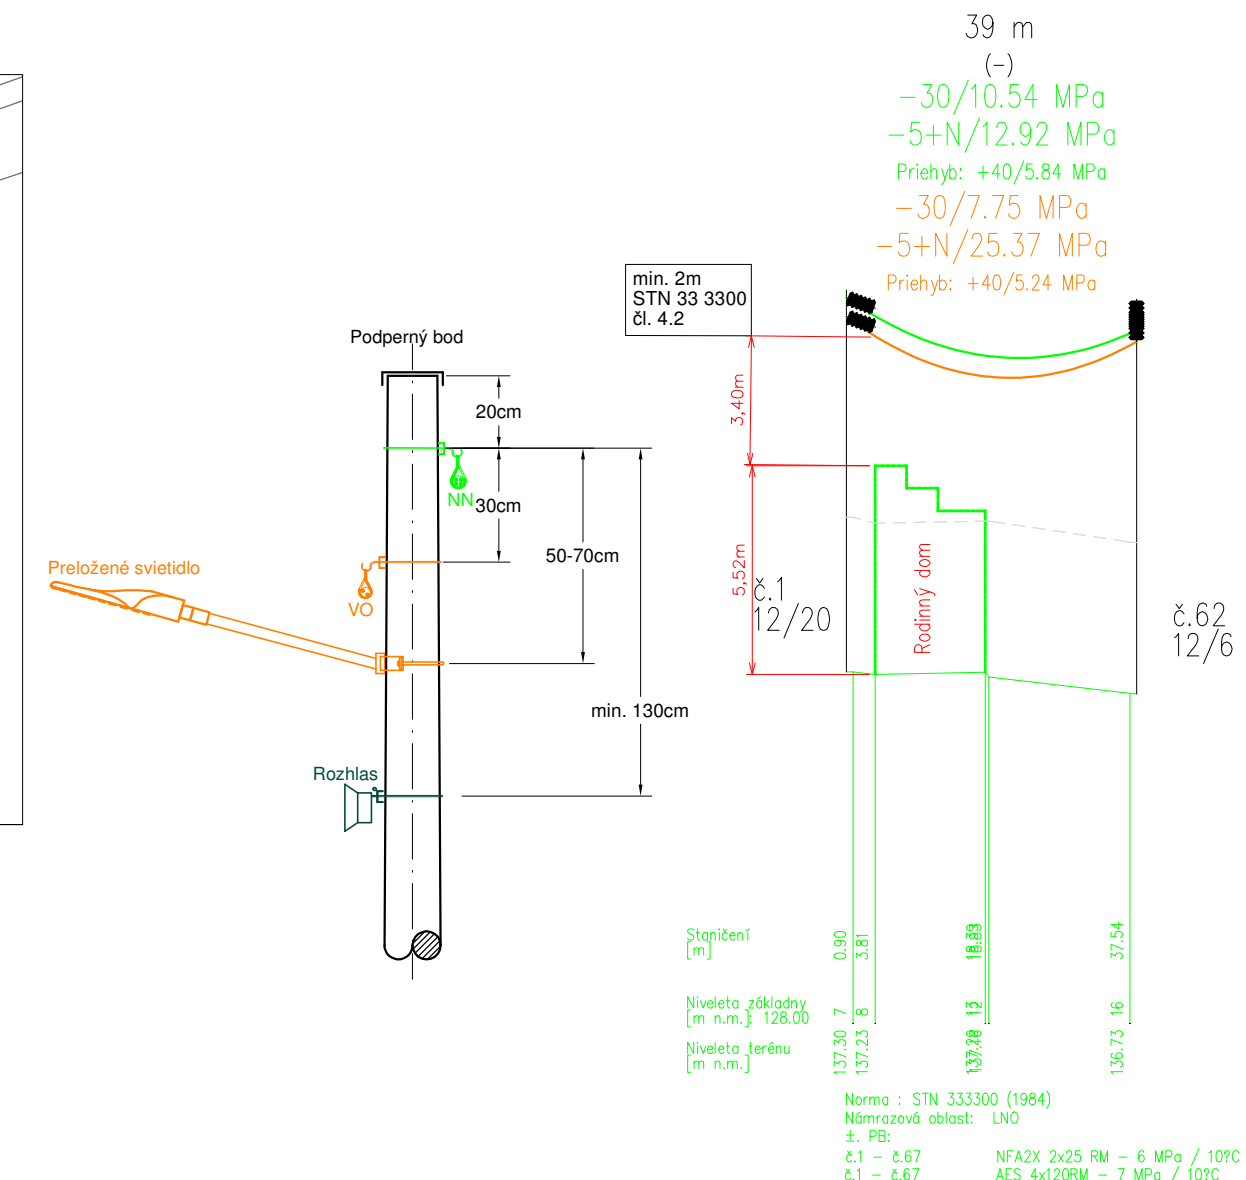 39 m
(-)
-30/10.54 MPa
-5+N/12.92 MPa
Priehyb: +40/5.84 MPa
-30/7.75 MPa
-5+N/25.37 MPa
Priehyb: +40/5.24 MPa
min. 2m
STN 33 3300
čl. 4.2
Podperný bod
20cm
NN
30cm
50-70cm
Preložené svietidlo
VO
min. 130cm
Rozhlas
3,40m
5,52m
č.1
12/20
Rodinný dom
č.62
12/6
Staničení
[m]
0.90
3.81
37.54
Niveleta základny
[m n.m.]: 128.00
7
8
13
12
16
Niveleta terénu
[m n.m.]
137.30
137.23
136.73
Norma : STN 333300 (1984)
Námrazová oblast: LNO
±. PB:
č.1 - č.67 NFA2X 2x25 RM - 6 MPa / 10?C
č.1 - č.67 AES 4x120RM - 7 MPa / 10?C